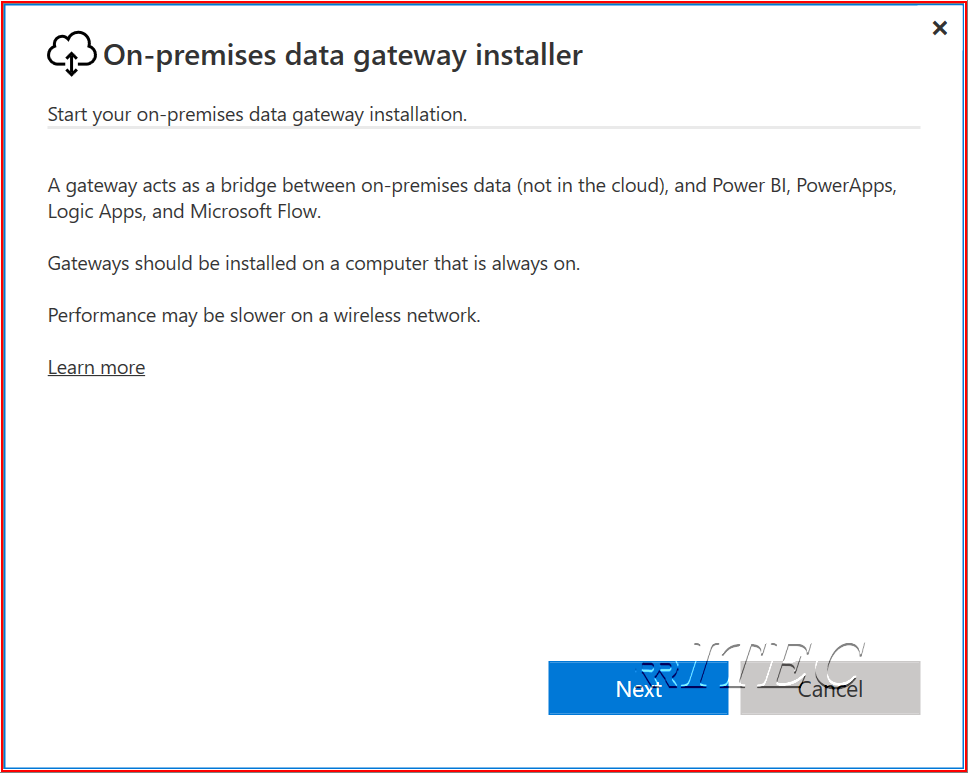 On-premises data gateway installer
Start your on-premises data gateway installation.
A gateway acts as a bridge between on-premises data (not in the cloud), and Power BI, PowerApps,
Logic Apps, and Microsoft Flow.
Gateways should be installed on a computer that is always on.
Performance may be slower on a wireless network.
Learn more
RITEC
Next
Cancel